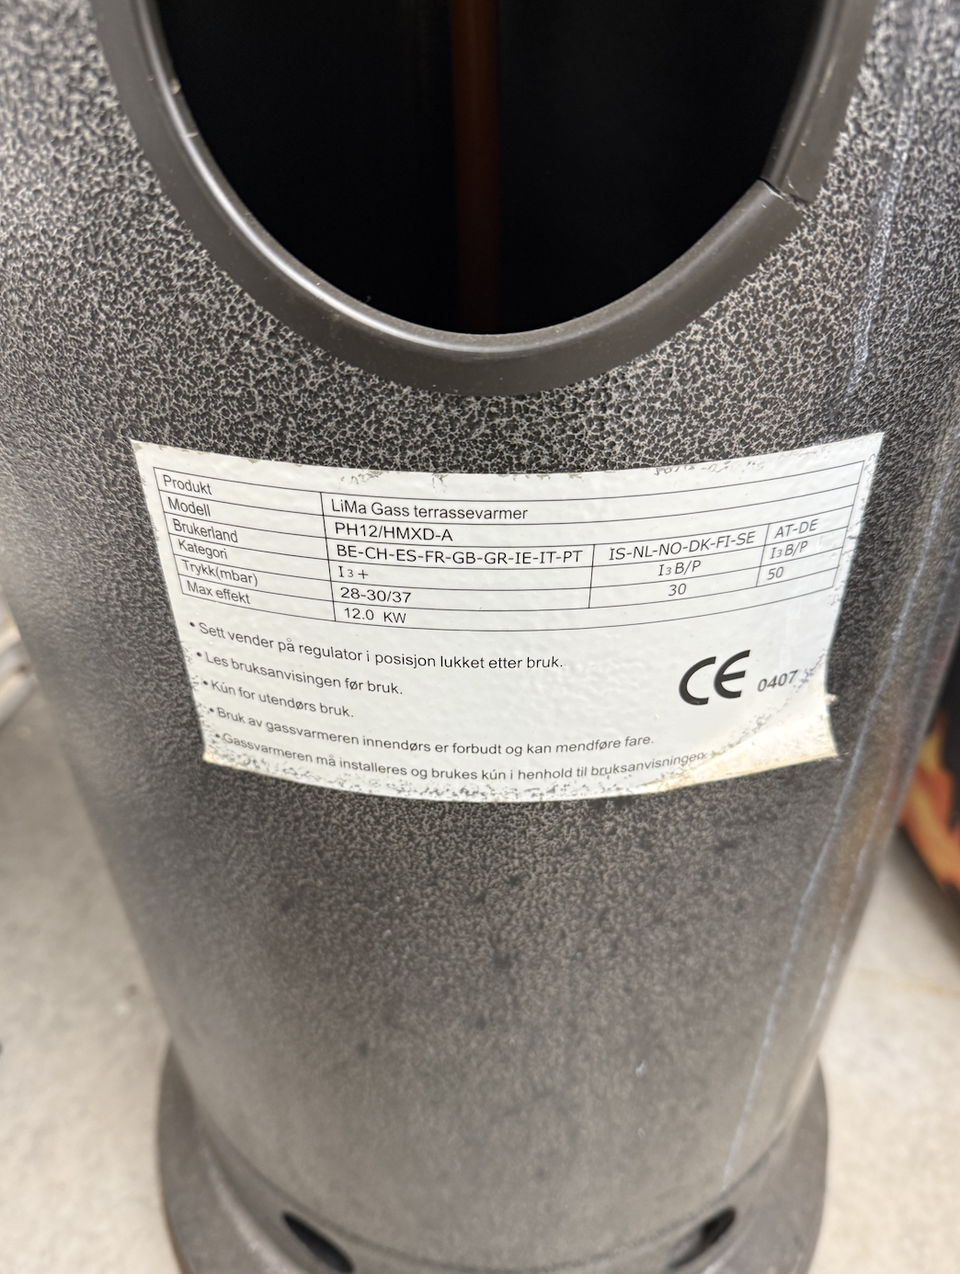 Produkt LiMa Gass terrassevarmer
Modell PH12/HMXD-A
Brukerland BE-CH-ES-FR-GB-GR-IE-IT-PT IS-NL-NO-DK-FI-SE AT-DE
Kategori I3+ I3B/P I3B/P
Trykk(mbar) 28-30/37 30 50
Max effekt 12.0 KW
• Sett vender på regulator i posisjon lukket etter bruk.
• Les bruksanvisingen før bruk.
• Kún for utendørs bruk.
• Bruk av gassvarmeren innendørs er forbudt og kan mendføre fare.
• Gassvarmeren må installeres og brukes kún i henhold til bruksanvisningen.
CE 0407